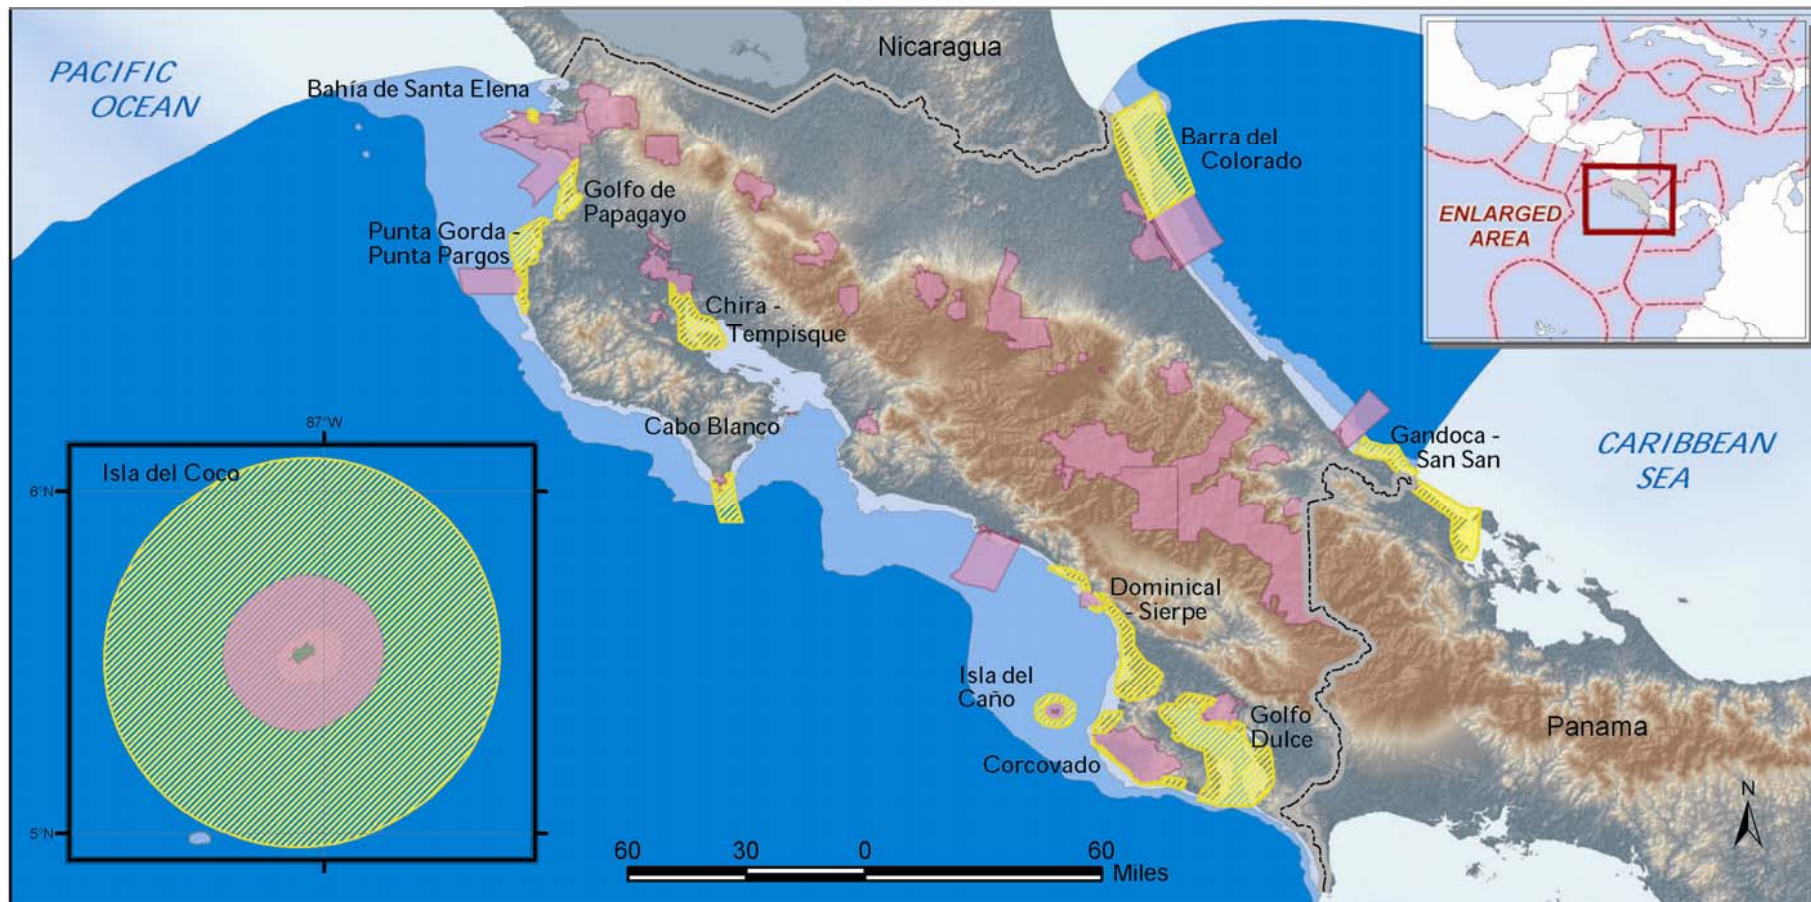 PACIFIC
OCEAN
Nicaragua
Bahía de Santa Elena
Barra del
Colorado
Golfo de
Papagayo
Punta Gorda -
Punta Pargos
ENLARGED
AREA
Chira -
Tempisque
Cabo Blanco
Gandoca -
San San
CARIBBEAN
SEA
87°W
Isla del Coco
6°N
5°N
Dominical
- Sierpe
Isla del
Caño
Golfo
Dulce
Corcovado
Panama
N
60 30 0 60
Miles